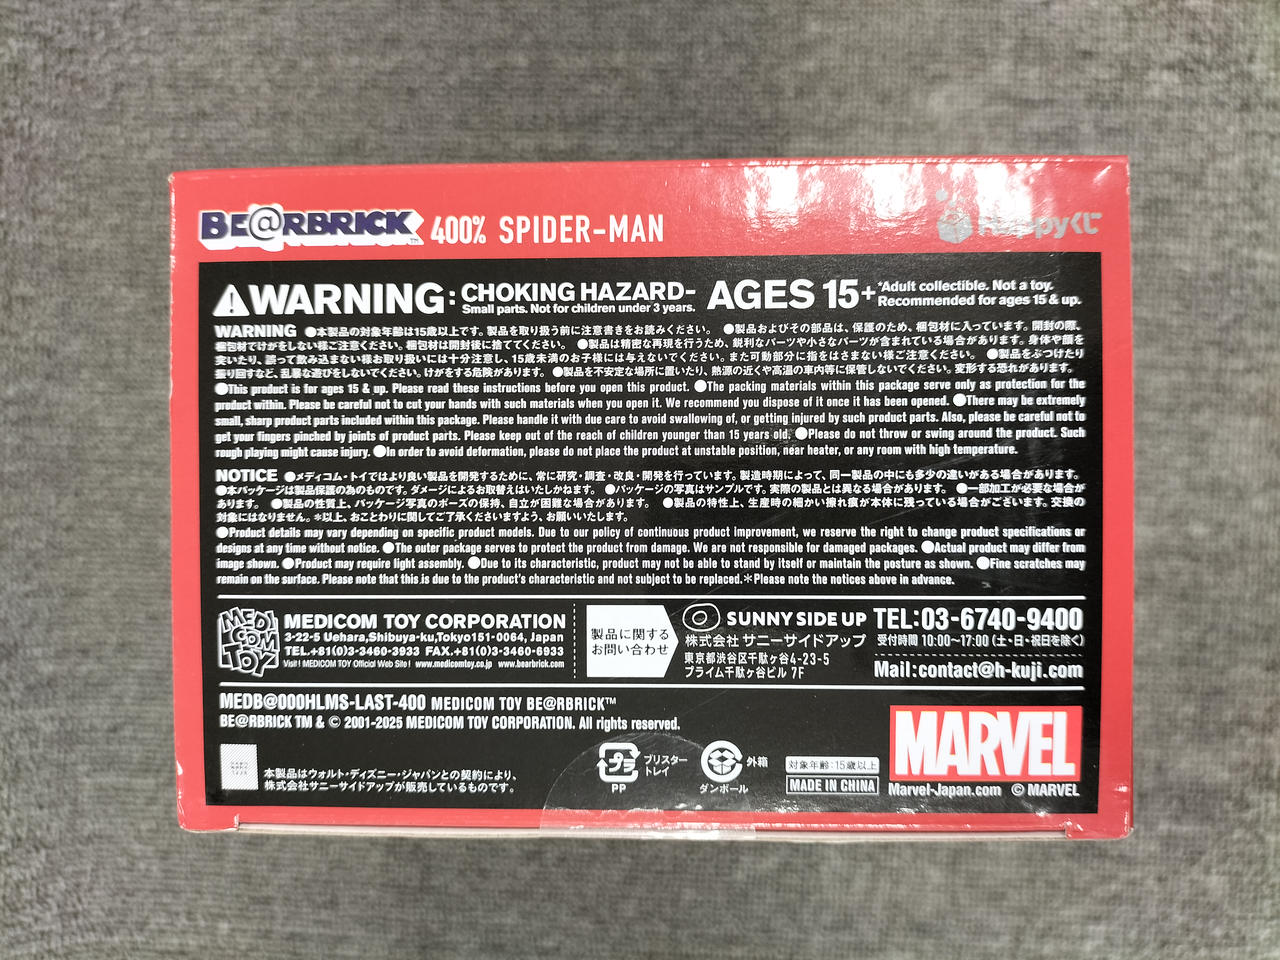 BE@RBRICK™ 400% SPIDER-MAN
Happyくじ
WARNING: CHOKING HAZARD- AGES 15+ *Adult collectible. Not a toy.
Small parts. Not for children under 3 years. Recommended for ages 15 & up.
WARNING ●本製品の対象年齢は15歳以上です。製品を取り扱う前に注意書きをお読みください。 ●製品およびその部品は、保護のため、梱包材に入っています。開封の際、
梱包材でけがをしない様ご注意ください。梱包材は開封後に捨ててください。 ●製品は精密な再現を行うため、鋭利なパーツや小さなパーツが含まれている場合があります。身体や顔を
突いたり、誤って飲み込まない様お取り扱いには十分注意し、15歳未満のお子様には与えないでください。また可動部分に指をはさまない様ご注意ください。 ●製品をぶつけたり
振り回すなど、乱暴な遊びをしないでください。けがをする危険があります。 ●製品を不安定な場所に置いたり、熱源の近くや高温の車内等に保管しないでください。変形する恐れがあります。
●This product is for ages 15 & up. Please read these instructions before you open this product. ●The packing materials within this package serve only as protection for the
product within. Please be careful not to cut your hands with such materials when you open it. We recommend you dispose of it once it has been opened. ●There may be extremely
small, sharp product parts included within this package. Please handle it with due care to avoid swallowing of, or getting injured by such product parts. Also, please be careful not to
get your fingers pinched by joints of product parts. Please keep out of the reach of children younger than 15 years old. ●Please do not throw or swing around the product. Such
rough playing might cause injury. ●In order to avoid deformation, please do not place the product at unstable position, near heater, or any room with high temperature.
NOTICE ●メディコム・トイではより良い製品を開発するために、常に研究・調査・改良・開発を行っています。製造時期によって、同一製品の中にも多少の違いがある場合があります。
●本パッケージは製品保護の為のものです。ダメージによるお取替えはいたしかねます。 ●パッケージの写真はサンプルです。実際の製品とは異なる場合があります。 ●一部加工が必要な場合が
あります。 ●製品の性質上、パッケージ写真のポーズの保持、自立が困難な場合があります。 ●製品の特性上、生産時の細かい擦れ痕が本体に残っている場合がございます。交換の
対象にはなりません。※以上、おことわりに関してご了承くださいますよう、お願いいたします。
●Product details may vary depending on specific product models. Due to our policy of continuous product improvement, we reserve the right to change product specifications or
designs at any time without notice. ●The outer package serves to protect the product from damage. We are not responsible for damaged packages. ●Actual product may differ from
image shown. ●Product may require light assembly. ●Due to its characteristic, product may not be able to stand by itself or maintain the posture as shown. ●Fine scratches may
remain on the surface. Please note that this is due to the product's characteristic and not subject to be replaced.＊Please note the notices above in advance.
MEDICOM TOY
MEDICOM TOY CORPORATION
3-22-5 Uehara,Shibuya-ku,Tokyo151-0064, Japan
TEL.+81(0)3-3460-3933 FAX.+81(0)3-3460-6933
Visit ! MEDICOM TOY Official Web Site ! www.medicomtoy.co.jp www.bearbrick.com
製品に関する
お問い合わせ
SUNNY SIDE UP
株式会社 サニーサイドアップ
東京都渋谷区千駄ヶ谷4-23-5
プライム千駄ヶ谷ビル 7F
TEL:03-6740-9400
受付時間 10:00~17:00 (土・日・祝日を除く)
Mail:contact@h-kuji.com
MEDB@000HLMS-LAST-400 MEDICOM TOY BE@RBRICK™
BE@RBRICK TM & © 2001-2025 MEDICOM TOY CORPORATION. All rights reserved.
本製品はウォルト・ディズニー・ジャパンとの契約により、
株式会社サニーサイドアップが販売しているものです。
プラ
PP
ブリスター
トレイ
ダンボール
外箱
対象年齢:15歳以上
MADE IN CHINA
MARVEL
Marvel-Japan.com © MARVEL